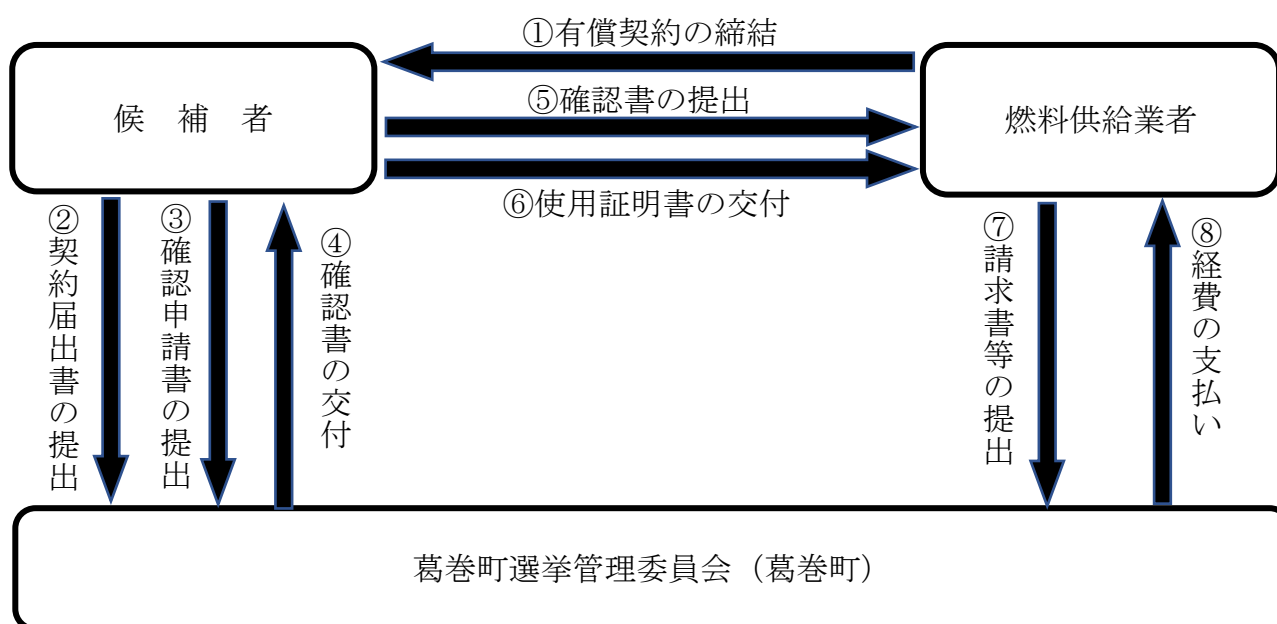 ①有償契約の締結
候 補 者
⑤確認書の提出
燃料供給業者
⑥使用証明書の交付
②契約届出書の提出
③確認申請書の提出
④確認書の交付
⑦請求書等の提出
⑧経費の支払い
葛巻町選挙管理委員会（葛巻町）